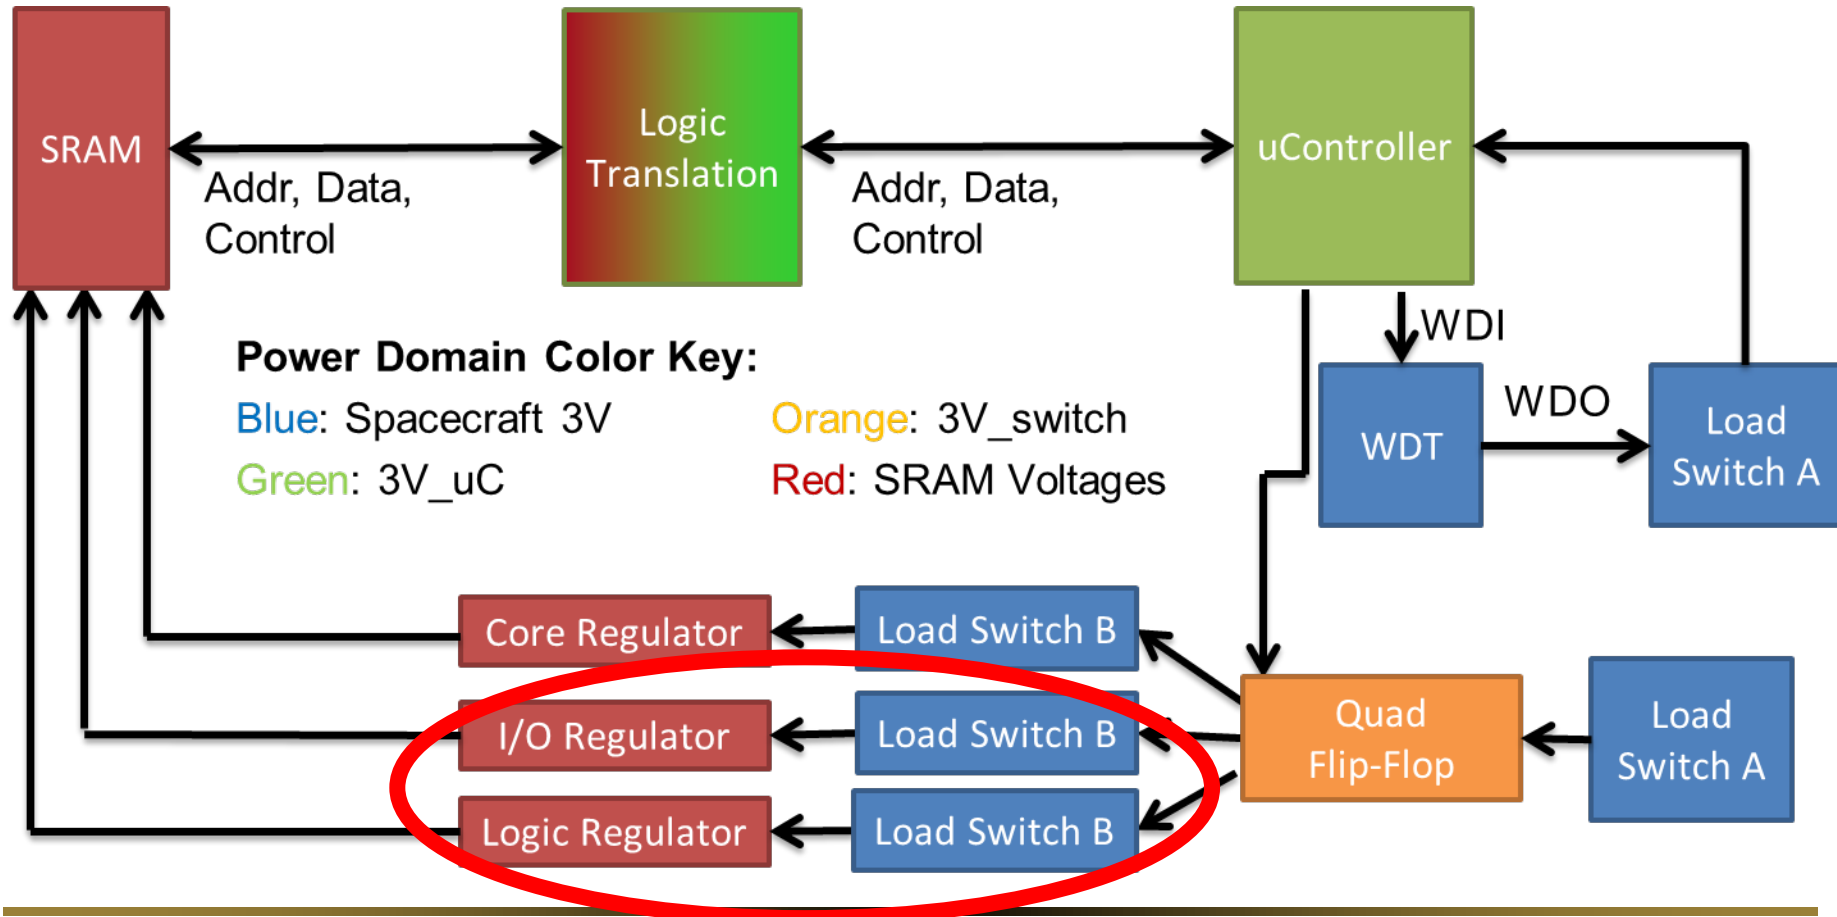 SRAM
Logic
Translation
uController
Addr, Data,
Control
Addr, Data,
Control
WDI
Power Domain Color Key:
Blue: Spacecraft 3V
Orange: 3V_switch
Green: 3V_uC
Red: SRAM Voltages
WDT
WDO
Load
Switch A
Core Regulator
Load Switch B
I/O Regulator
Load Switch B
Logic Regulator
Load Switch B
Quad
Flip-Flop
Load
Switch A